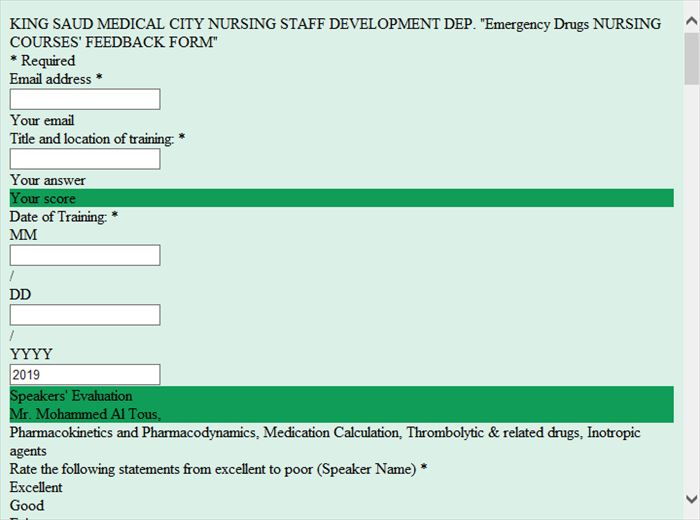 KING SAUD MEDICAL CITY NURSING STAFF DEVELOPMENT DEP. "Emergency Drugs NURSING
COURSES' FEEDBACK FORM"
* Required
Email address *
Your email
Title and location of training: *
Your answer
Your score
Date of Training: *
MM
/
DD
/
YYYY
2019
Speakers' Evaluation
Mr. Mohammed Al Tous,
Pharmacokinetics and Pharmacodynamics, Medication Calculation, Thrombolytic & related drugs, Inotropic
agents
Rate the following statements from excellent to poor (Speaker Name) *
Excellent
Good